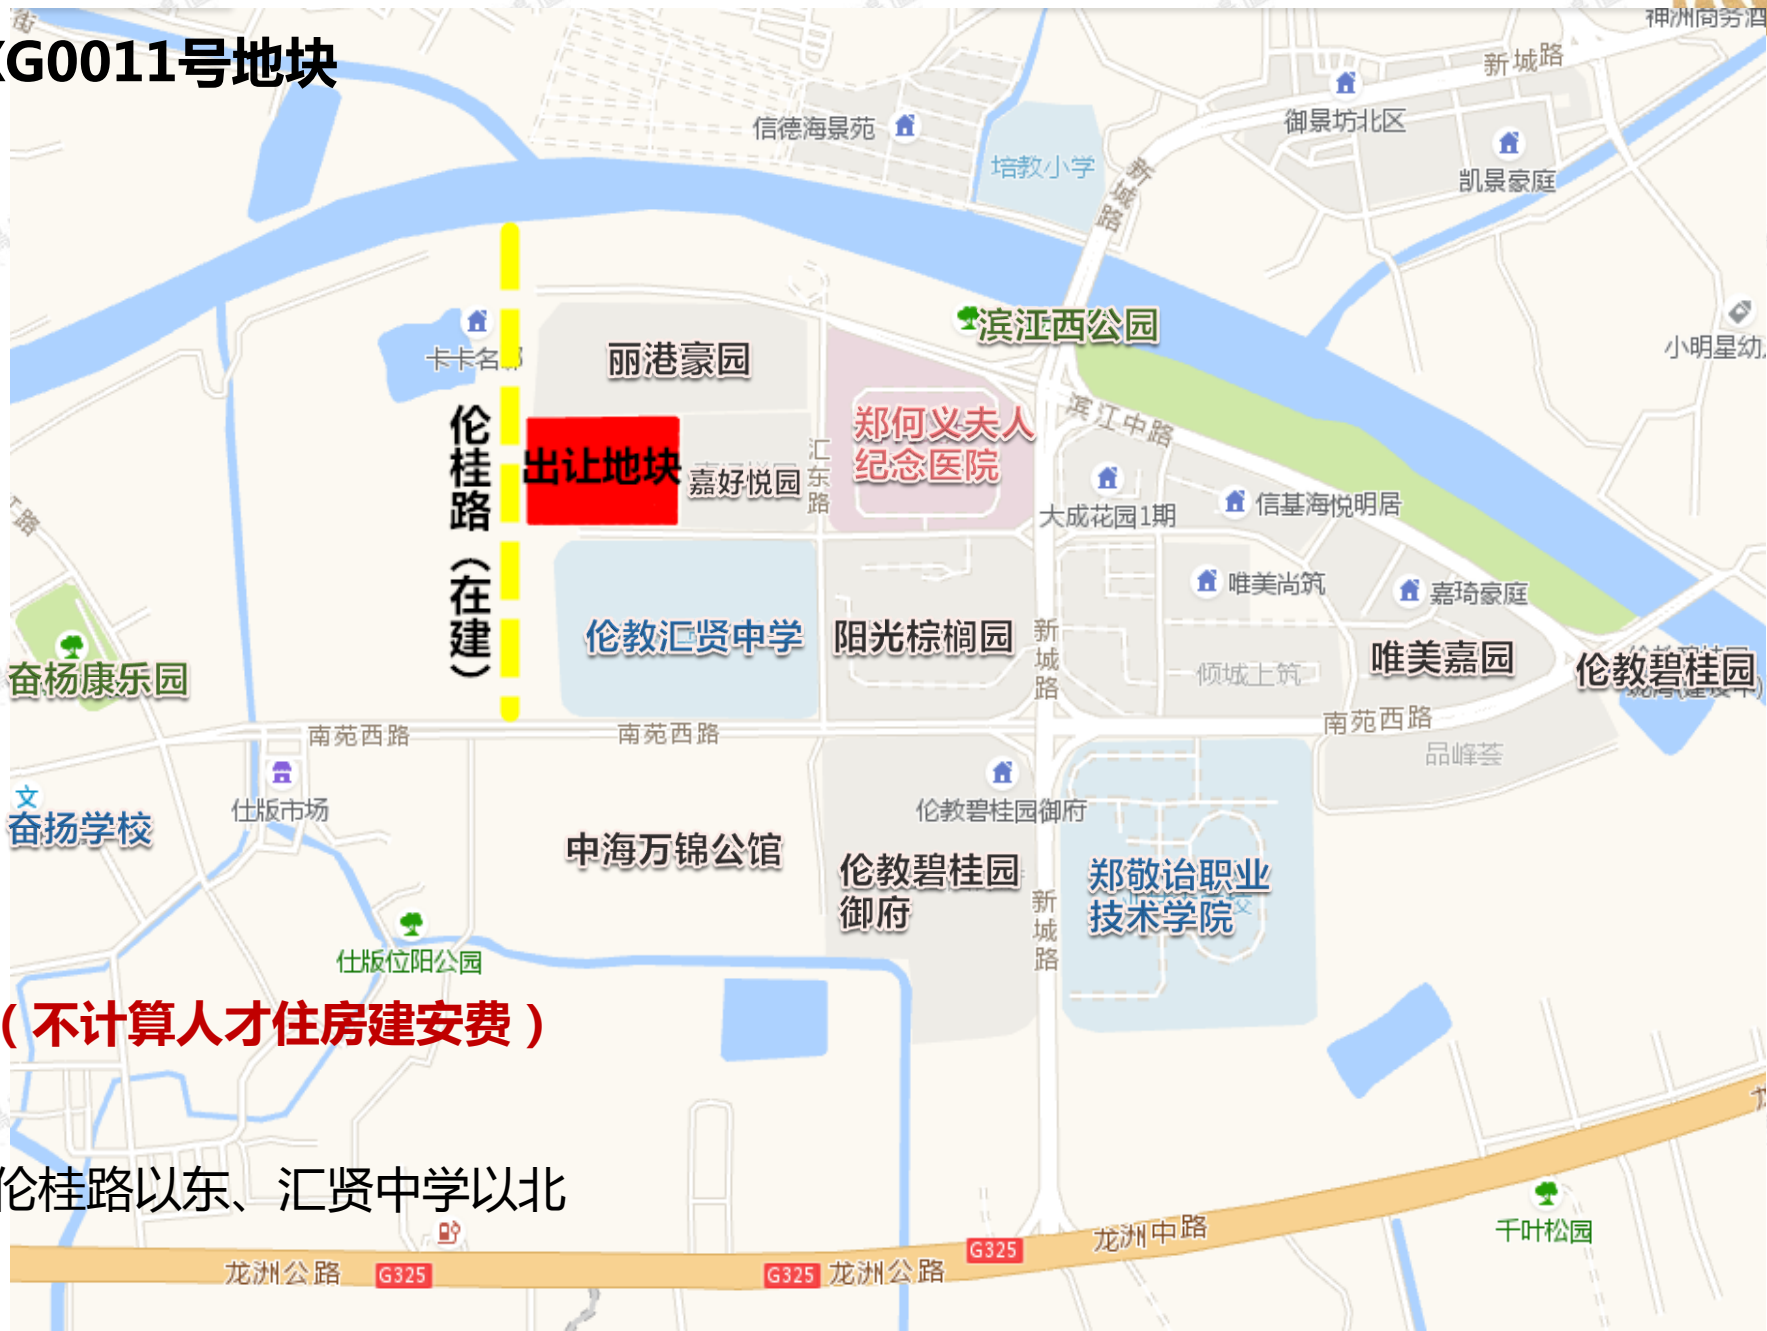 街
KG0011号地块
神洲商务酒
新城路
信德海景苑
御景坊北区
培教小学
凯景豪庭
新城路
滨江西公园
卡卡名都
小明星幼
丽港豪园
郑何义夫人
纪念医院
滨江中路
伦桂路（在建）
出让地块
嘉好悦园
汇东路
大成花园1期
信基海悦明居
江路
唯美尚筑
嘉琦豪庭
伦教汇贤中学
阳光棕榈园
新城路
倾城上筑
唯美嘉园
伦教碧桂园
奋杨康乐园
南苑西路
南苑西路
南苑西路
品峰荟
文
奋扬学校
仕版市场
伦教碧桂园御府
中海万锦公馆
伦教碧桂园
御府
郑敬诒职业
技术学院
新城路
仕版位阳公园
（不计算人才住房建安费）
伦桂路以东、汇贤中学以北
千叶松园
龙洲中路
G325
龙洲公路
G325
G325
龙洲公路